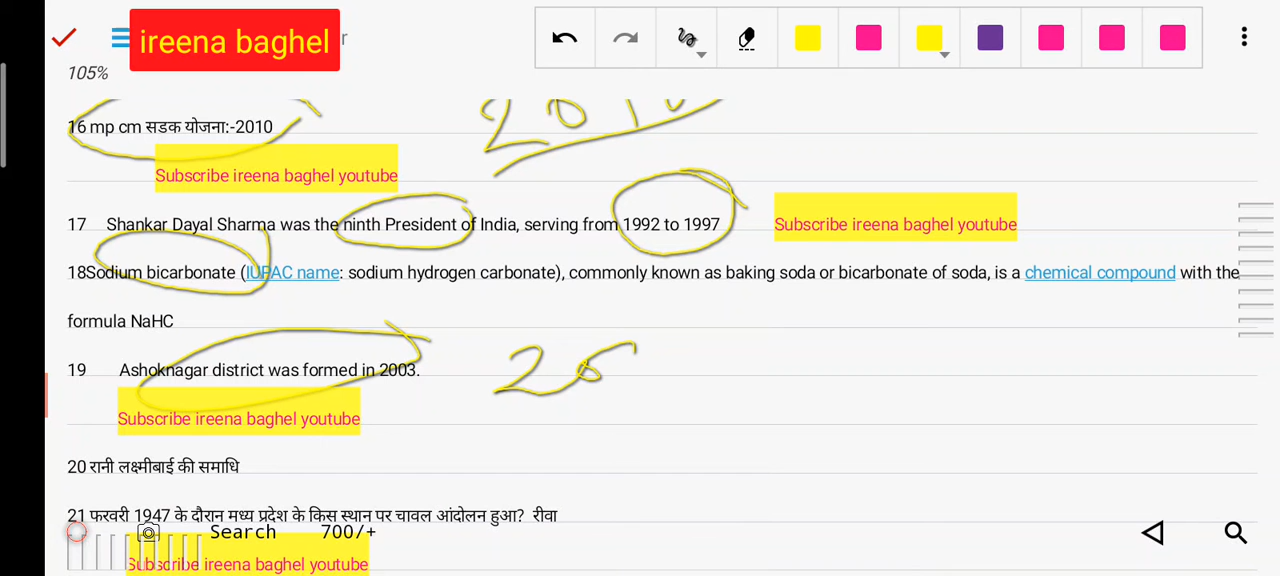 ireena baghel r
105%
2010
16 mp cm सडक योजना:-2010
Subscribe ireena baghel youtube
17 Shankar Dayal Sharma was the ninth President of India, serving from 1992 to 1997 Subscribe ireena baghel youtube
18Sodium bicarbonate (IUPAC name: sodium hydrogen carbonate), commonly known as baking soda or bicarbonate of soda, is a chemical compound with the
formula NaHC
19 Ashoknagar district was formed in 2003. 20
Subscribe ireena baghel youtube
20 रानी लक्ष्मीबाई की समाधि
21 फरवरी 1947 के दौरान मध्य प्रदेश के किस स्थान पर चावल आंदोलन हुआ? रीवा
Search 700/+
Subscribe ireena baghel youtube